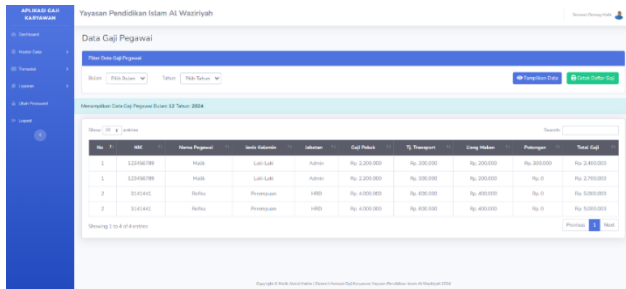 APLIKASI GAJI
KARYAWAN
Yayasan Pendidikan Islam Al Waziriyah
Dashboard
Master Data
Transaksi
Laporan
Ubah Password
Logout
Data Gaji Pegawai
Filter Data Gaji Pegawai
Bulan Pilih Bulan Tahun Pilih Tahun Tampilkan Data Cetak Daftar Gaji
Menampilkan Data Gaji Pegawai Bulan 12 Tahun 2024
Show 10 entries Search:
No NIK Nama Pegawai Jenis Kelamin Jabatan Gaji Pokok Tj. Transport Uang Makan Potongan Total Gaji
1 123456789 Malik Laki-Laki Admin Rp. 2.200.000 Rp. 300.000 Rp. 200.000 Rp. 300.000 Rp. 2.400.000
1 123456789 Malik Laki-Laki Admin Rp. 2.200.000 Rp. 300.000 Rp. 200.000 Rp. 0 Rp. 2.700.000
2 3141441 Perempuan HRD Rp. 4.000.000 Rp. 600.000 Rp. 400.000 Rp. 0 Rp. 5.000.000
2 3141441 Perempuan HRD Rp. 4.000.000 Rp. 600.000 Rp. 400.000 Rp. 0 Rp. 5.000.000
Showing 1 to 4 of 4 entries
Previous 1 Next